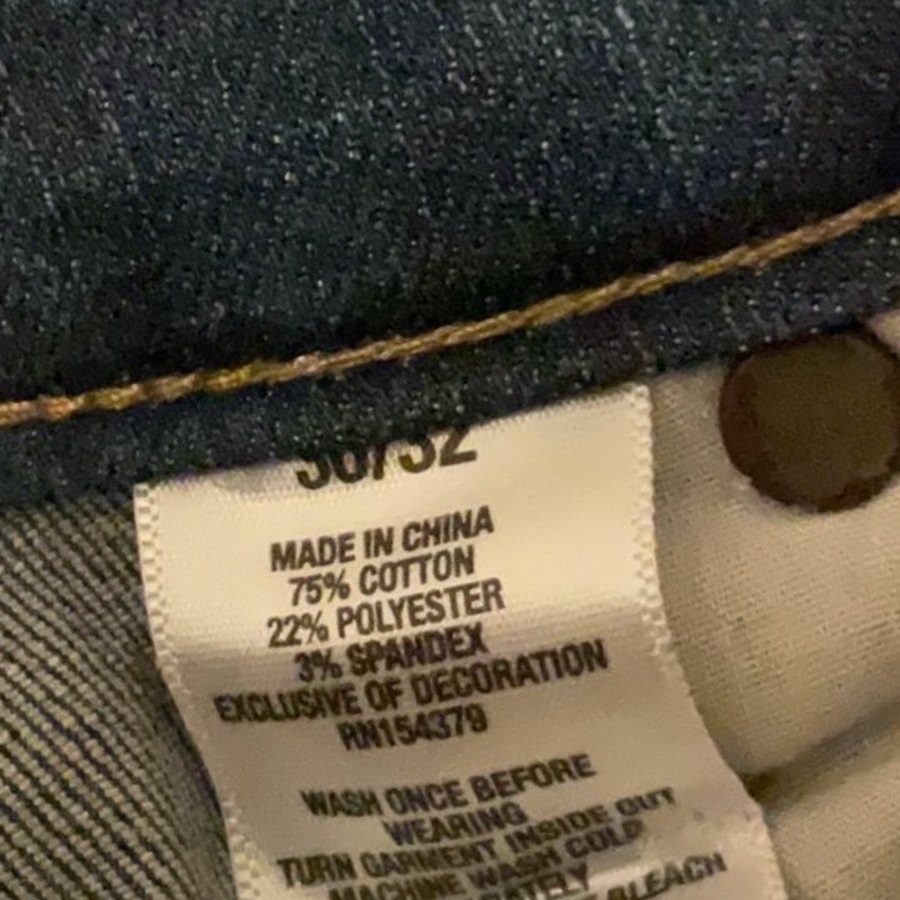 MADE IN CHINA
75% COTTON
22% POLYESTER
3% SPANDEX
EXCLUSIVE OF DECORATION
RN154379
WASH ONCE BEFORE
WEARING
TURN GARMENT INSIDE OUT
MACHINE WASH COLD
BLEACH